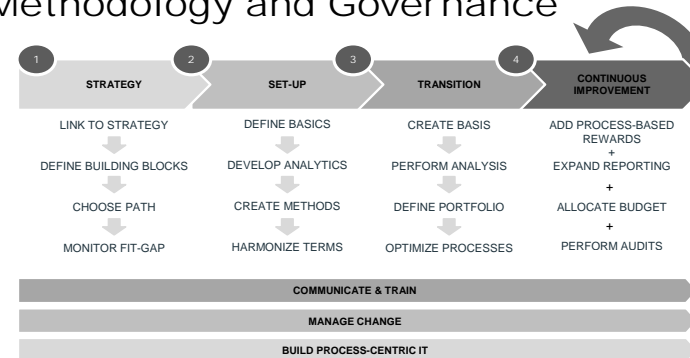 Methodology and Governance
1
2
3
4
STRATEGY
SET-UP
TRANSITION
CONTINUOUS
IMPROVEMENT
LINK TO STRATEGY
DEFINE BUILDING BLOCKS
CHOOSE PATH
MONITOR FIT-GAP
DEFINE BASICS
DEVELOP ANALYTICS
CREATE METHODS
HARMONIZE TERMS
CREATE BASIS
PERFORM ANALYSIS
DEFINE PORTFOLIO
OPTIMIZE PROCESSES
ADD PROCESS-BASED
REWARDS
+
EXPAND REPORTING
+
ALLOCATE BUDGET
+
PERFORM AUDITS
COMMUNICATE & TRAIN
MANAGE CHANGE
BUILD PROCESS-CENTRIC IT